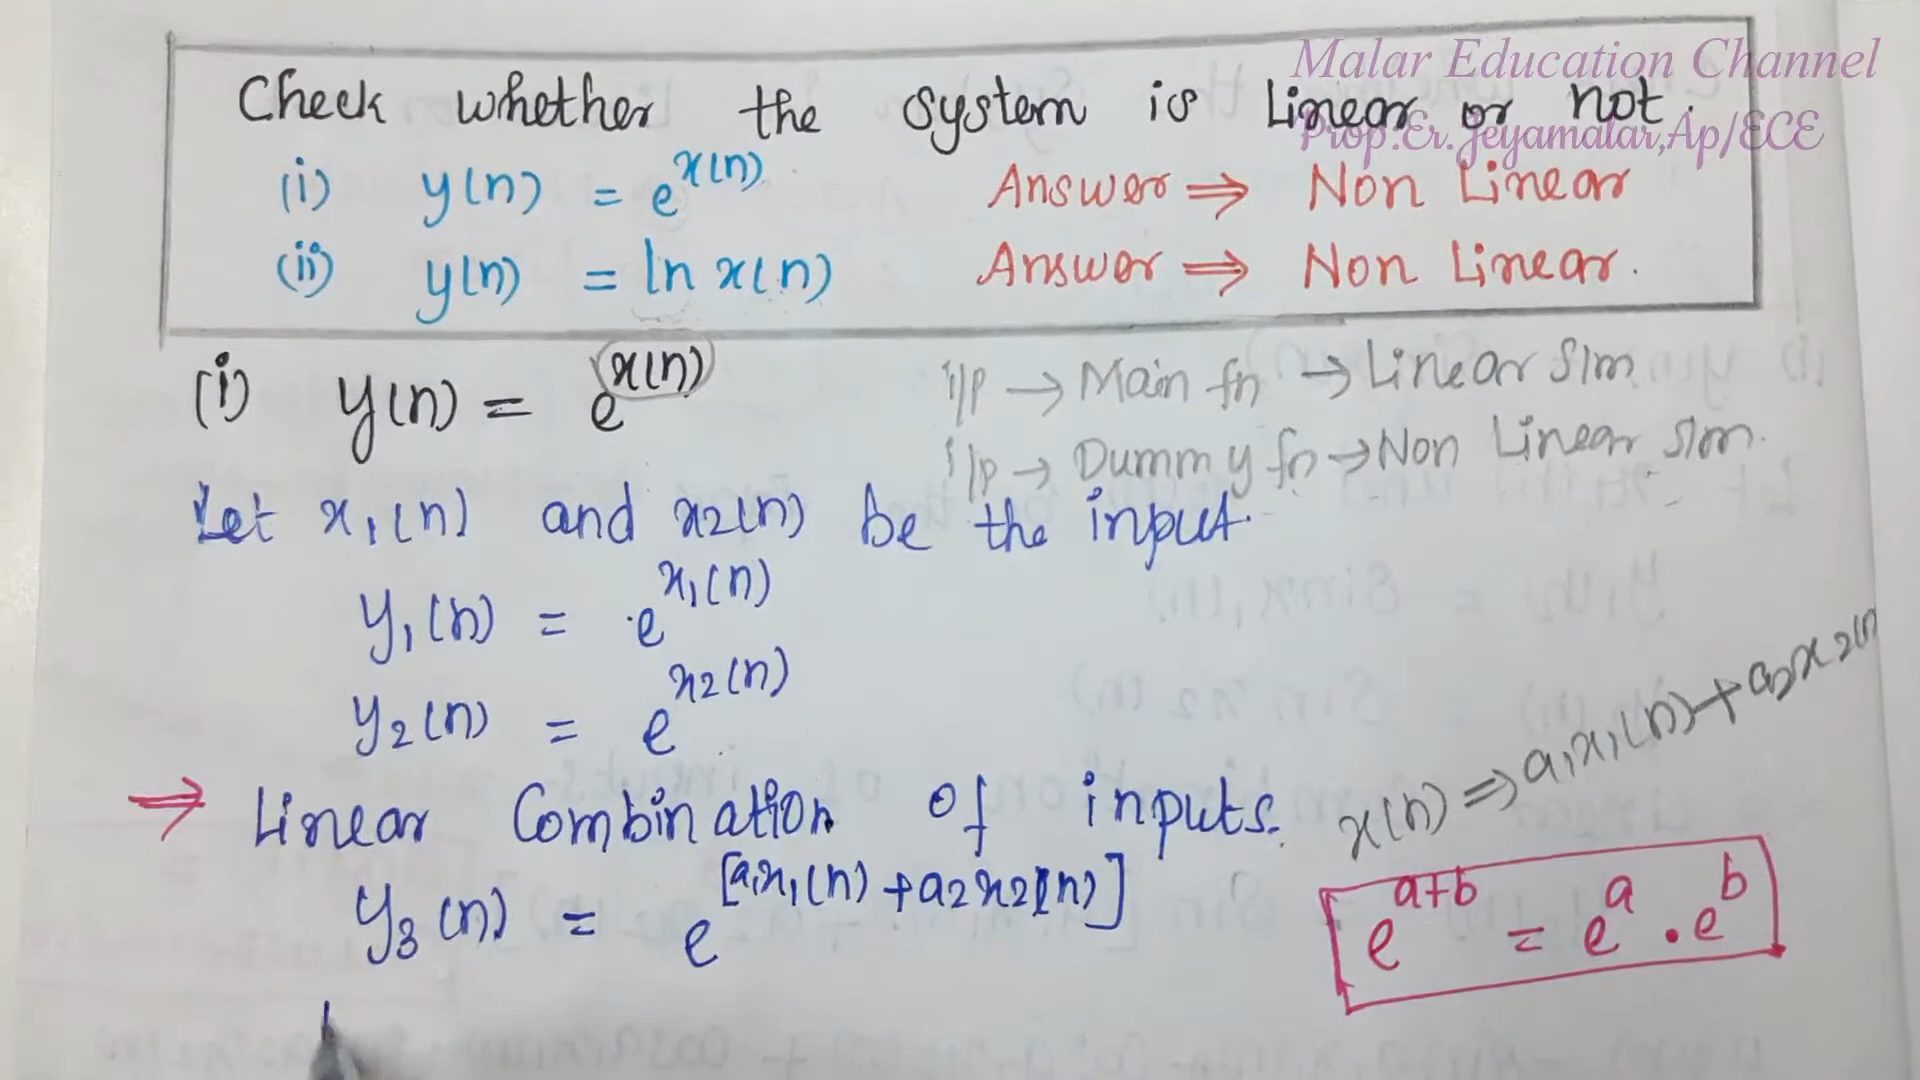 Malar Education Channel
Check whether the system is Linear or not.
Prop.Er.Jeyamalar,Ap/ECE
(i) y(n) = e^x(n) Answer ⇒ Non Linear
(ii) y(n) = ln x(n) Answer ⇒ Non Linear.
(i) y(n) = e^x(n)
i/p → Main fn → Linear s/m
i/p → Dummy fn → Non Linear s/m.
Let x1(n) and x2(n) be the input.
y1(n) = e^x1(n)
y2(n) = e^x2(n)
⇒ Linear Combination of inputs.
x(n) ⇒ a1x1(n) + a2x2(n
y3(n) = e^[a1x1(n) + a2x2(n)]
e^a+b = e^a . e^b